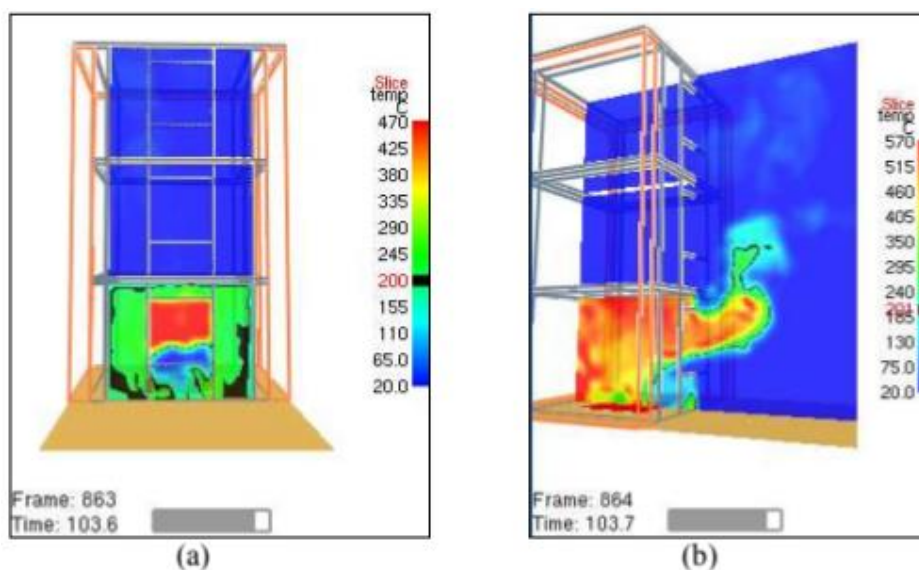 Slice
temp
C
470
425
380
335
290
245
200
155
110
65.0
20.0
Frame: 863
Time: 103.6
(a)
Slice
temp
C
570
515
460
405
350
295
240
201
185
130
75.0
20.0
Frame: 864
Time: 103.7
(b)